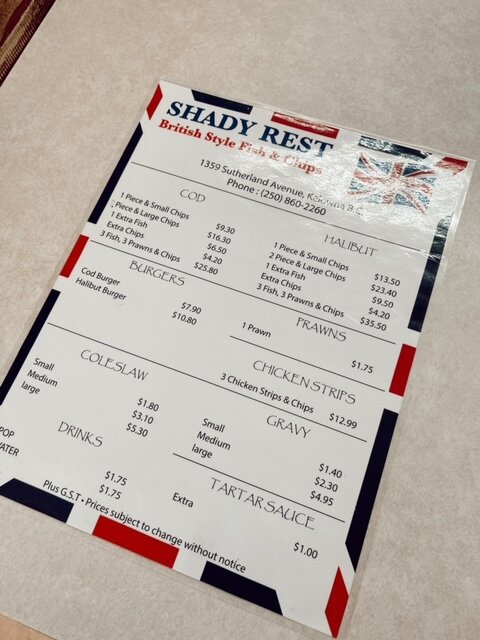 SHADY REST
British Style Fish & Chips
1359 Sutherland Avenue, Kelowna B.C.
Phone : (250) 860-2260
COD
1 Piece & Small Chips $9.30
Piece & Large Chips $16.30
1 Extra Fish $6.50
Extra Chips $4.20
3 Fish, 3 Prawns & Chips $25.80
HALIBUT
1 Piece & Small Chips $13.50
2 Piece & Large Chips $23.40
1 Extra Fish $9.50
Extra Chips $4.20
3 Fish, 3 Prawns & Chips $35.50
BURGERS
Cod Burger $7.90
Halibut Burger $10.80
PRAWNS
1 Prawn $1.75
CHICKEN STRIPS
3 Chicken Strips & Chips $12.99
COLESLAW
Small $1.80
Medium $3.10
large $5.30
GRAVY
Small $1.40
Medium $2.30
large $4.95
DRINKS
POP $1.75
ATER $1.75
TARTAR SAUCE
Extra $1.00
Plus G.S.T • Prices subject to change without notice